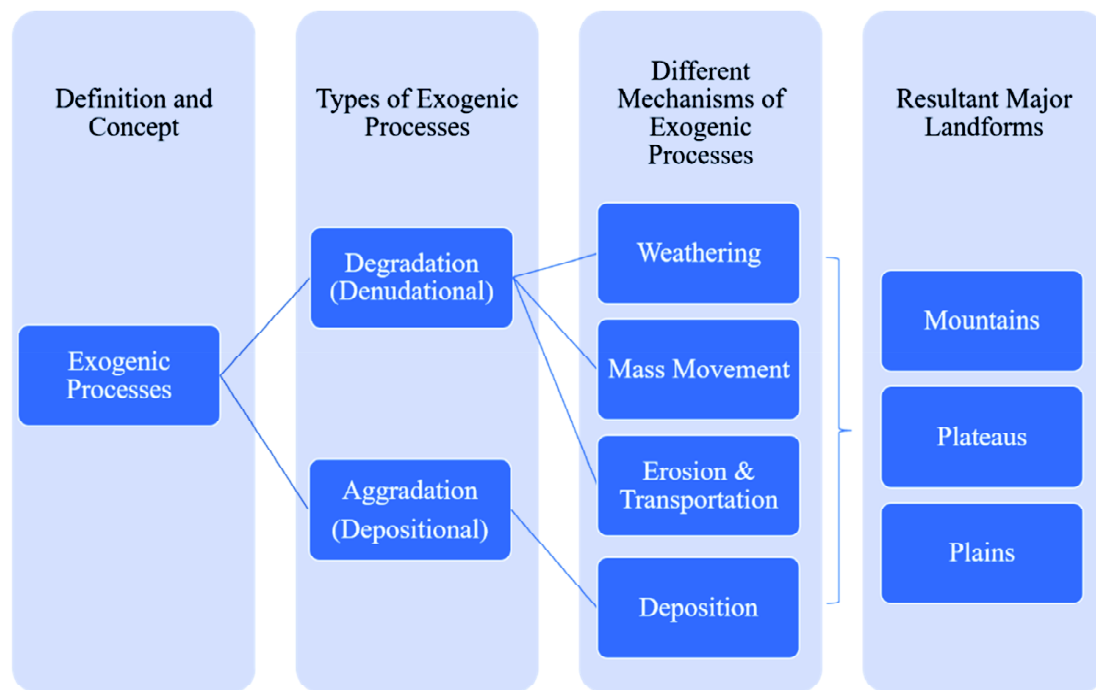 Definition and
Concept
Types of Exogenic
Processes
Different
Mechanisms of
Exogenic
Processes
Resultant Major
Landforms
Exogenic
Processes
Degradation
(Denudational)
Aggradation
(Depositional)
Weathering
Mass Movement
Erosion &
Transportation
Deposition
Mountains
Plateaus
Plains